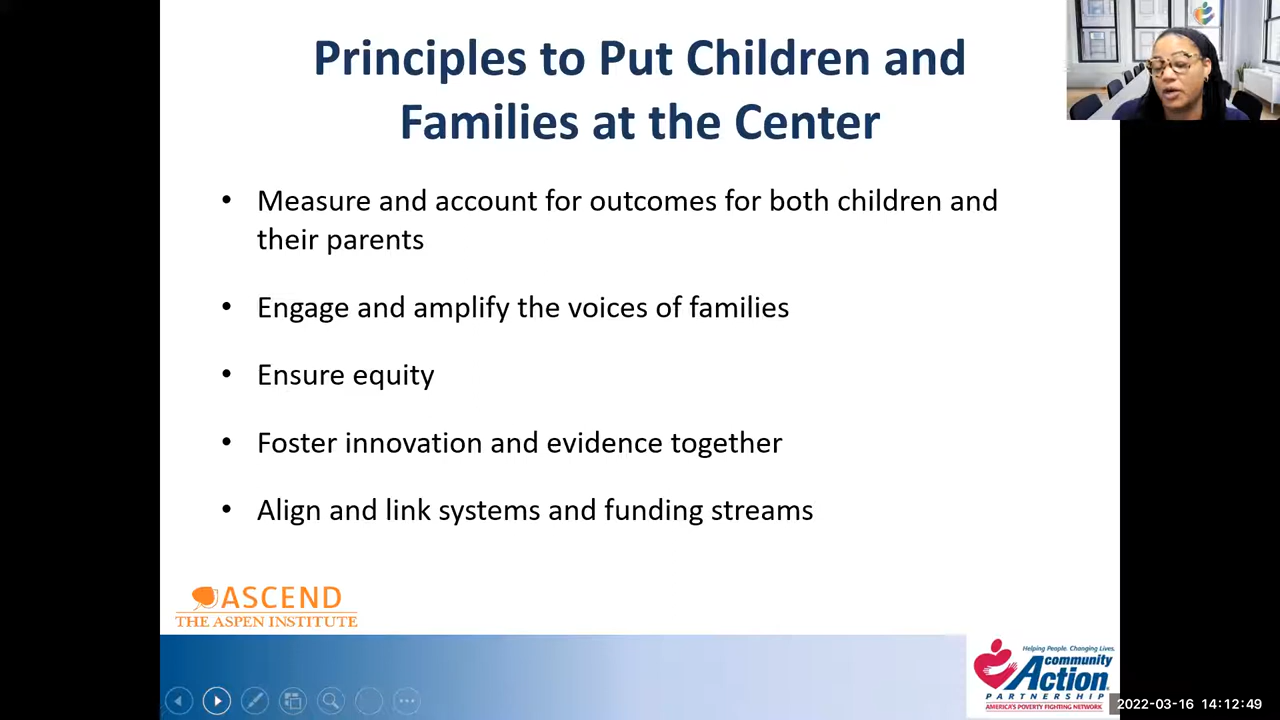 Principles to Put Children and
Families at the Center
• Measure and account for outcomes for both children and
their parents
• Engage and amplify the voices of families
• Ensure equity
• Foster innovation and evidence together
• Align and link systems and funding streams
ASCEND
THE ASPEN INSTITUTE
Helping People. Changing Lives.
community
Action
PARTNERSHIP
AMERICA'S POVERTY FIGHTING NETWORK
2022-03-16 14:12:49